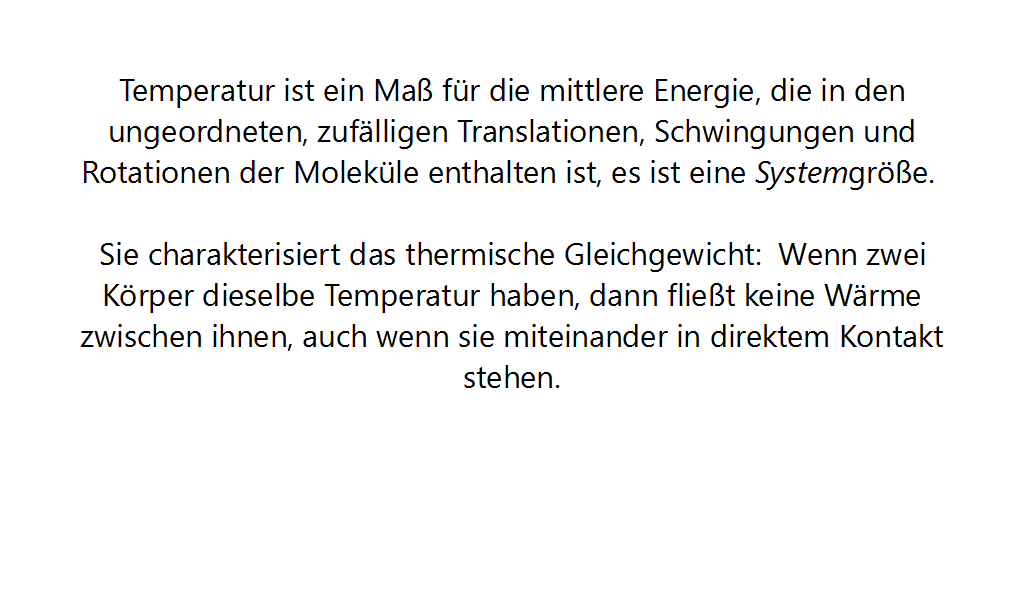 Temperatur ist ein Maß für die mittlere Energie, die in den
ungeordneten, zufälligen Translationen, Schwingungen und
Rotationen der Moleküle enthalten ist, es ist eine Systemgröße.
Sie charakterisiert das thermische Gleichgewicht:  Wenn zwei
Körper dieselbe Temperatur haben, dann fließt keine Wärme
zwischen ihnen, auch wenn sie miteinander in direktem Kontakt
stehen.